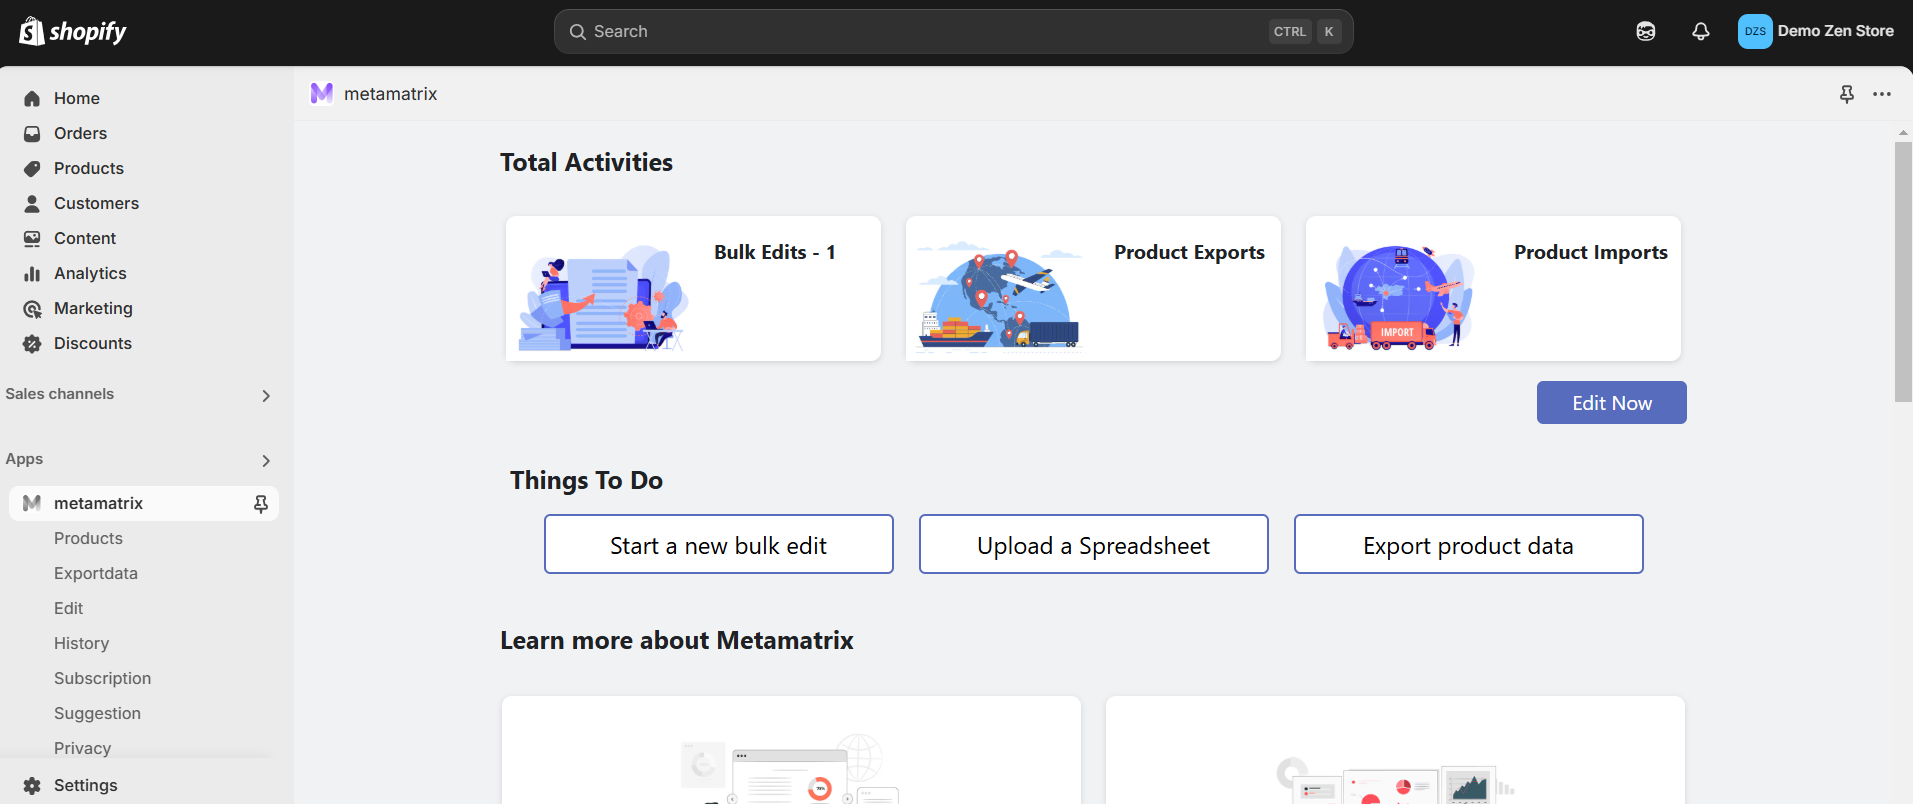 shopify
Search
CTRL K
DZS
Demo Zen Store
Home
Orders
Products
Customers
Content
Analytics
Marketing
Discounts
Sales channels
Apps
metamatrix
Products
Exportdata
Edit
History
Subscription
Suggestion
Privacy
Settings
metamatrix
Total Activities
Bulk Edits - 1
Product Exports
Product Imports
IMPORT
Edit Now
Things To Do
Start a new bulk edit
Upload a Spreadsheet
Export product data
Learn more about Metamatrix